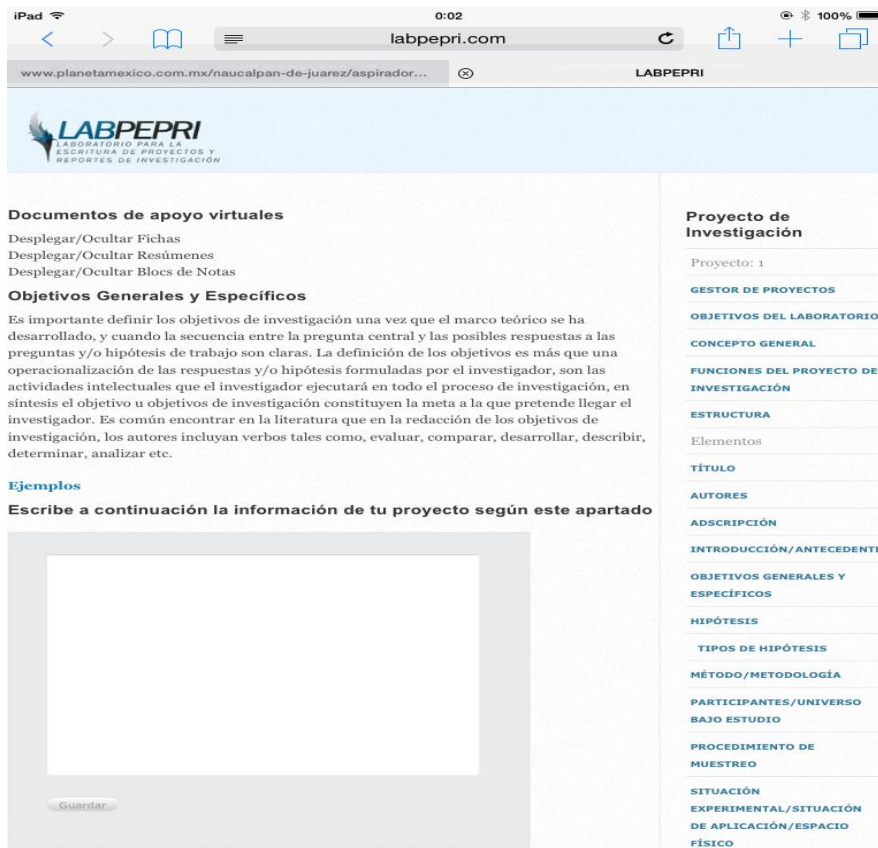 iPad
0:02
100%
labpepri.com
www.planetamexico.com.mx/naucalpan-de-juarez/aspirador...
LABPEPRI
LABPEPRI
LABORATORIO PARA LA
ESCRITURA DE PROYECTOS Y
REPORTES DE INVESTIGACIÓN
Documentos de apoyo virtuales
Desplegar/Ocultar Fichas
Desplegar/Ocultar Resúmenes
Desplegar/Ocultar Blocs de Notas
Objetivos Generales y Específicos
Es importante definir los objetivos de investigación una vez que el marco teórico se ha
desarrollado, y cuando la secuencia entre la pregunta central y las posibles respuestas a las
preguntas y/o hipótesis de trabajo son claras. La definición de los objetivos es más que una
operacionalización de las respuestas y/o hipótesis formuladas por el investigador, son las
actividades intelectuales que el investigador ejecutará en todo el proceso de investigación, en
síntesis el objetivo u objetivos de investigación constituyen la meta a la que pretende llegar el
investigador. Es común encontrar en la literatura que en la redacción de los objetivos de
investigación, los autores incluyan verbos tales como, evaluar, comparar, desarrollar, describir,
determinar, analizar etc.
Ejemplos
Escribe a continuación la información de tu proyecto según este apartado
Guardar
Proyecto de
Investigación
Proyecto: 1
GESTOR DE PROYECTOS
OBJETIVOS DEL LABORATORIO
CONCEPTO GENERAL
FUNCIONES DEL PROYECTO DE
INVESTIGACIÓN
ESTRUCTURA
Elementos
TÍTULO
AUTORES
ADSCRIPCIÓN
INTRODUCCIÓN/ANTECEDENTE
OBJETIVOS GENERALES Y
ESPECÍFICOS
HIPÓTESIS
TIPOS DE HIPÓTESIS
MÉTODO/METODOLOGÍA
PARTICIPANTES/UNIVERSO
BAJO ESTUDIO
PROCEDIMIENTO DE
MUESTREO
SITUACIÓN
EXPERIMENTAL/SITUACIÓN
DE APLICACIÓN/ESPACIO
FÍSICO